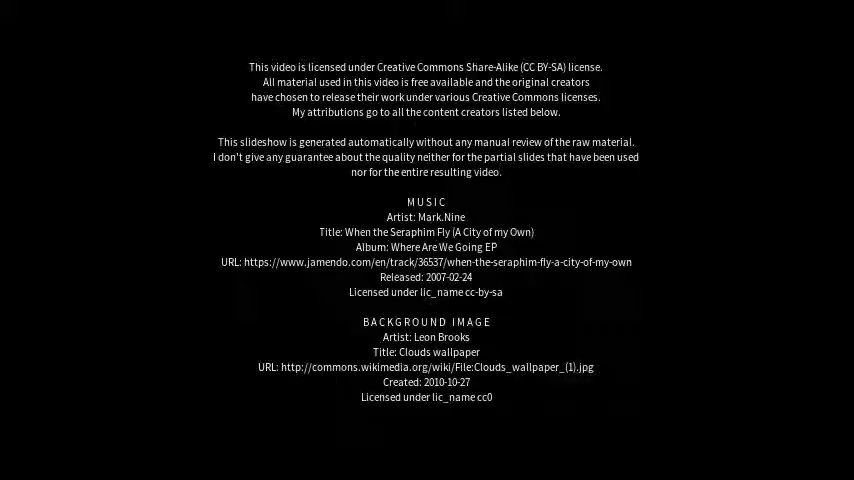 This video is licensed under Creative Commons Share-Alike (CC BY-SA) license.
All material used in this video is free available and the original creators
have chosen to release their work under various Creative Commons licenses.
My attributions go to all the content creators listed below.
This slideshow is generated automatically without any manual review of the raw material.
I don't give any guarantee about the quality neither for the partial slides that have been used
nor for the entire resulting video.
MUSIC
Artist: Mark.Nine
Title: When the Seraphim Fly (A City of my Own)
Album: Where Are We Going EP
URL: https://www.jamendo.com/en/track/36537/when-the-seraphim-fly-a-city-of-my-own
Released: 2007-02-24
Licensed under lic_name cc-by-sa
BACKGROUND IMAGE
Artist: Leon Brooks
Title: Clouds wallpaper
URL: http://commons.wikimedia.org/wiki/File:Clouds_wallpaper_(1).jpg
Created: 2010-10-27
Licensed under lic_name cc0